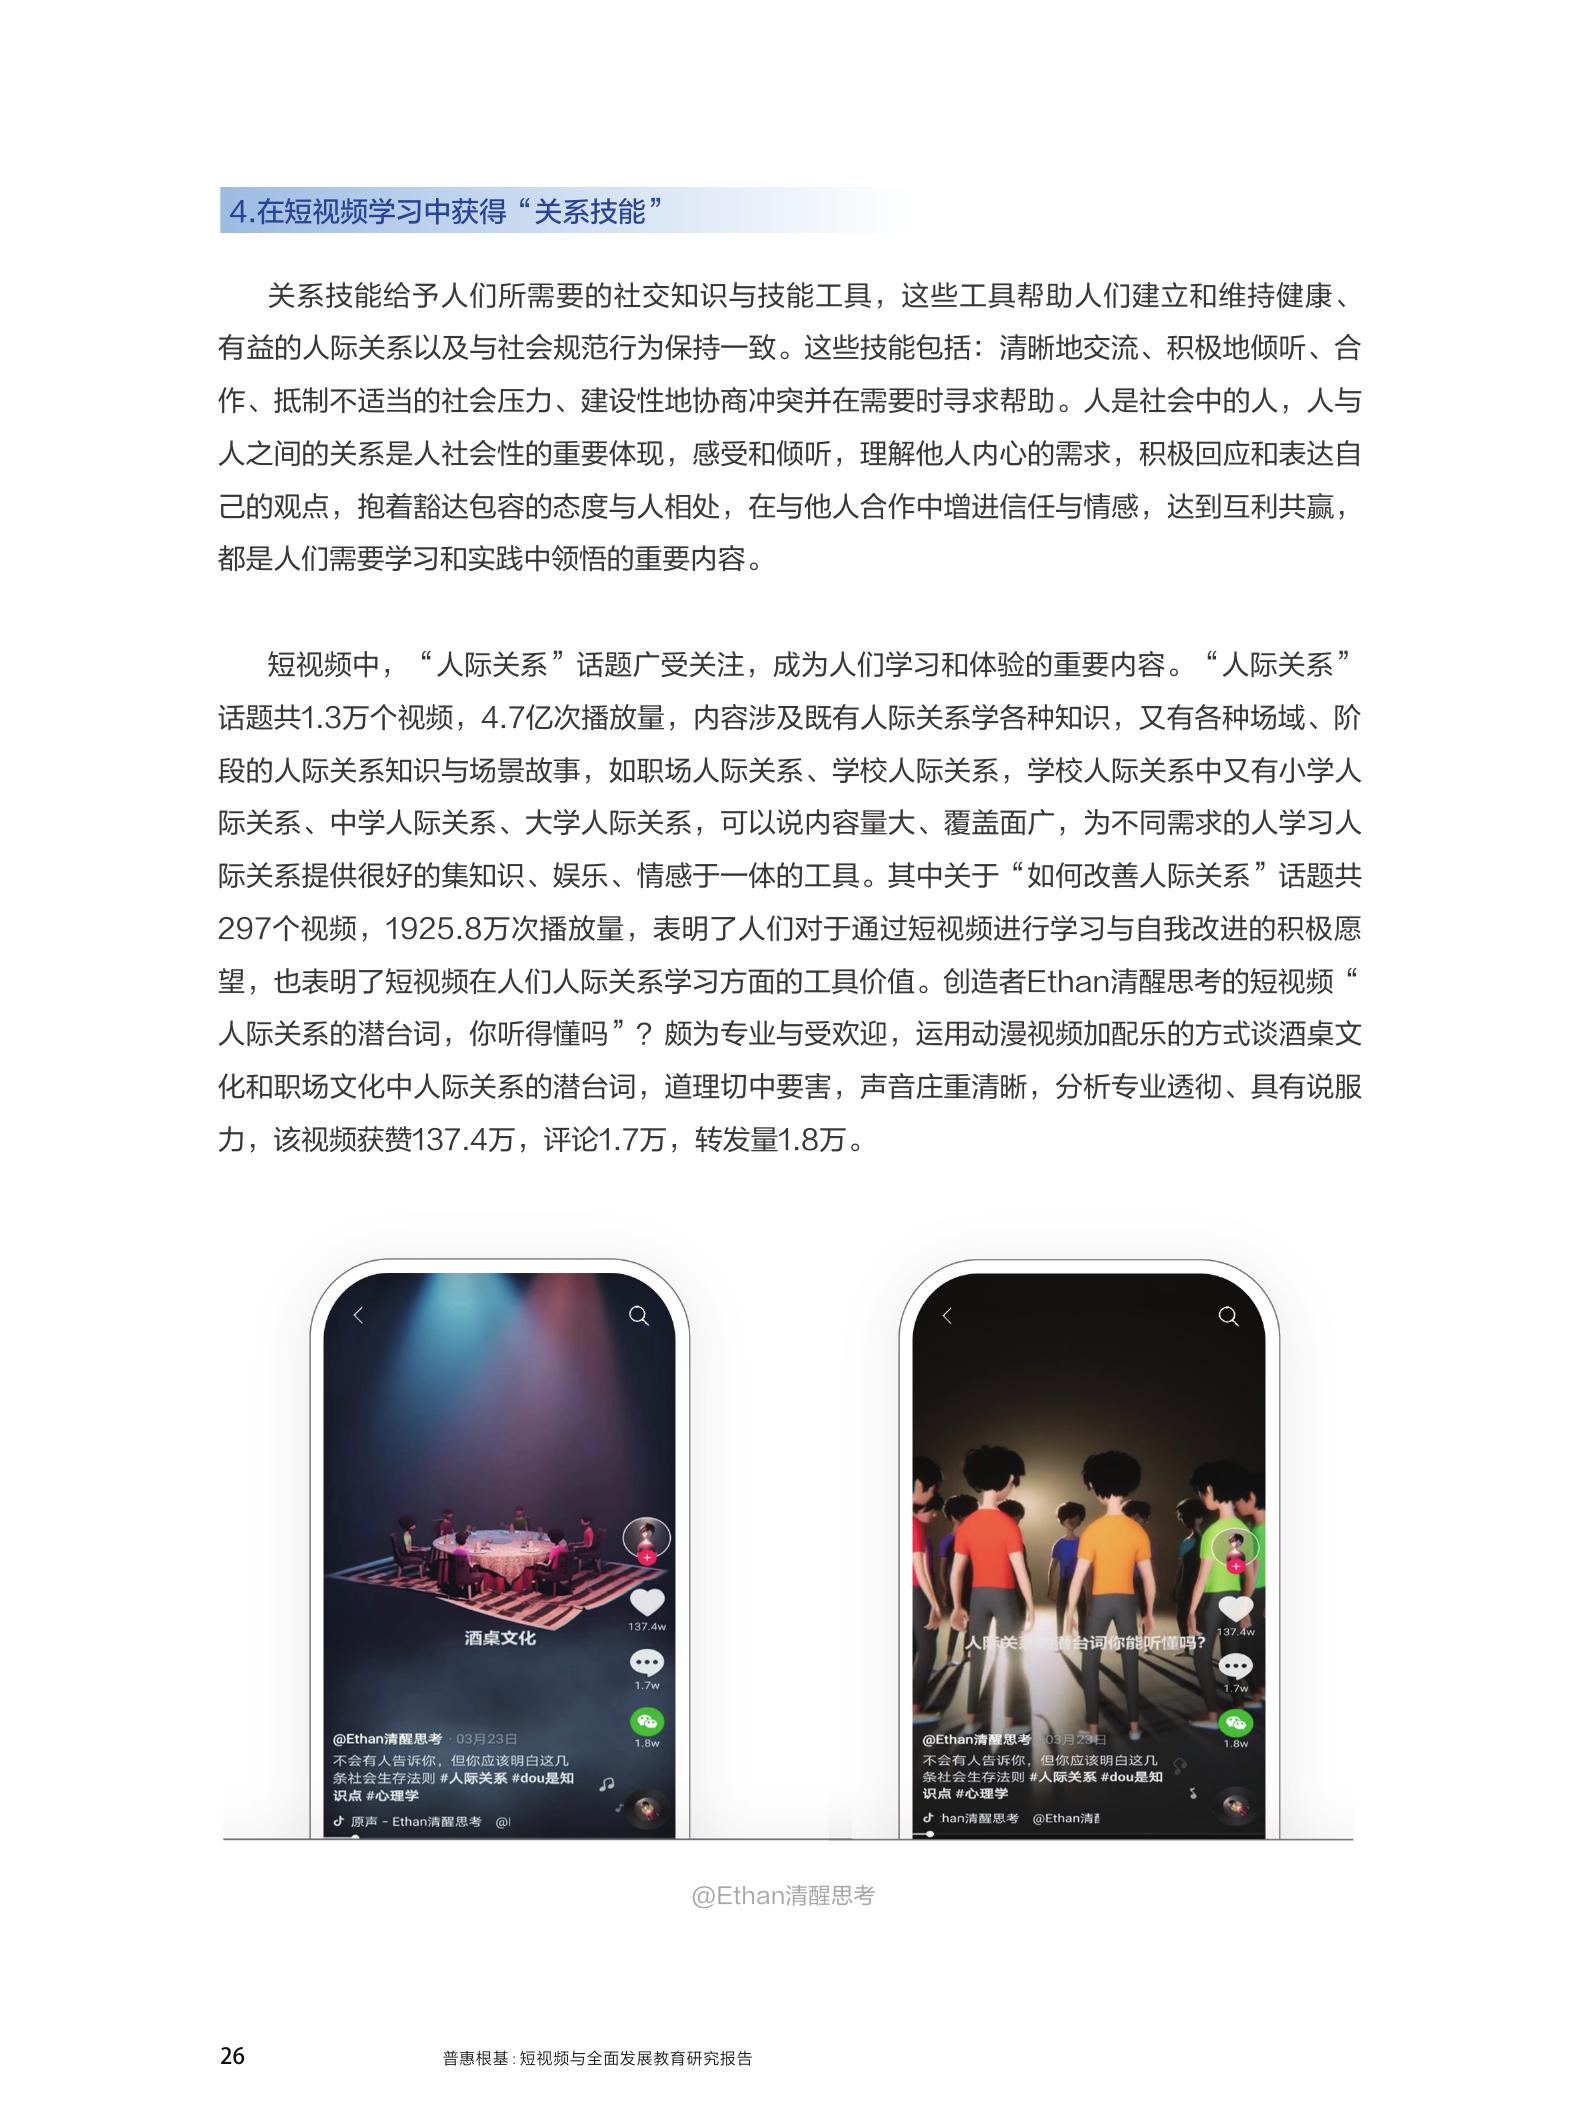 4.在短视频学习中获得“关系技能”
关系技能给予人们所需要的社交知识与技能工具，这些工具帮助人们建立和维持健康、
有益的人际关系以及与社会规范行为保持一致。这些技能包括：清晰地交流、积极地倾听、合
作、抵制不适当的社会压力、建设性地协商冲突并在需要时寻求帮助。人是社会中的人，人与
人之间的关系是人社会性的重要体现，感受和倾听，理解他人内心的需求，积极回应和表达自
己的观点，抱着豁达包容的态度与人相处，在与他人合作中增进信任与情感，达到互利共赢，
都是人们需要学习和实践中领悟的重要内容。
短视频中，“人际关系”话题广受关注，成为人们学习和体验的重要内容。“人际关系”
话题共1.3万个视频，4.7亿次播放量，内容涉及既有人际关系学各种知识，又有各种场域、阶
段的人际关系知识与场景故事，如职场人际关系、学校人际关系，学校人际关系中又有小学人
际关系、中学人际关系、大学人际关系，可以说内容量大、覆盖面广，为不同需求的人学习人
际关系提供很好的集知识、娱乐、情感于一体的工具。其中关于“如何改善人际关系”话题共
297个视频，1925.8万次播放量，表明了人们对于通过短视频进行学习与自我改进的积极愿
望，也表明了短视频在人们人际关系学习方面的工具价值。创造者Ethan清醒思考的短视频“
人际关系的潜台词，你听得懂吗”？颇为专业与受欢迎，运用动漫视频加配乐的方式谈酒桌文
化和职场文化中人际关系的潜台词，道理切中要害，声音庄重清晰，分析专业透彻、具有说服
力，该视频获赞137.4万，评论1.7万，转发量1.8万。
酒桌文化
137.4w
1.7w
1.8w
@Ethan清醒思考 · 03月23日
不会有人告诉你，但你应该明白这几
条社会生存法则 #人际关系 #dou是知
识点 #心理学
原声 - Ethan清醒思考 @
人际关系的潜台词你能听懂吗?
137.4w
1.7w
1.8w
@Ethan清醒思考 · 03月23日
不会有人告诉你，但你应该明白这几
条社会生存法则 #人际关系 #dou是知
识点 #心理学
han清醒思考 @Ethan清
@Ethan清醒思考
26
普惠根基:短视频与全面发展教育研究报告